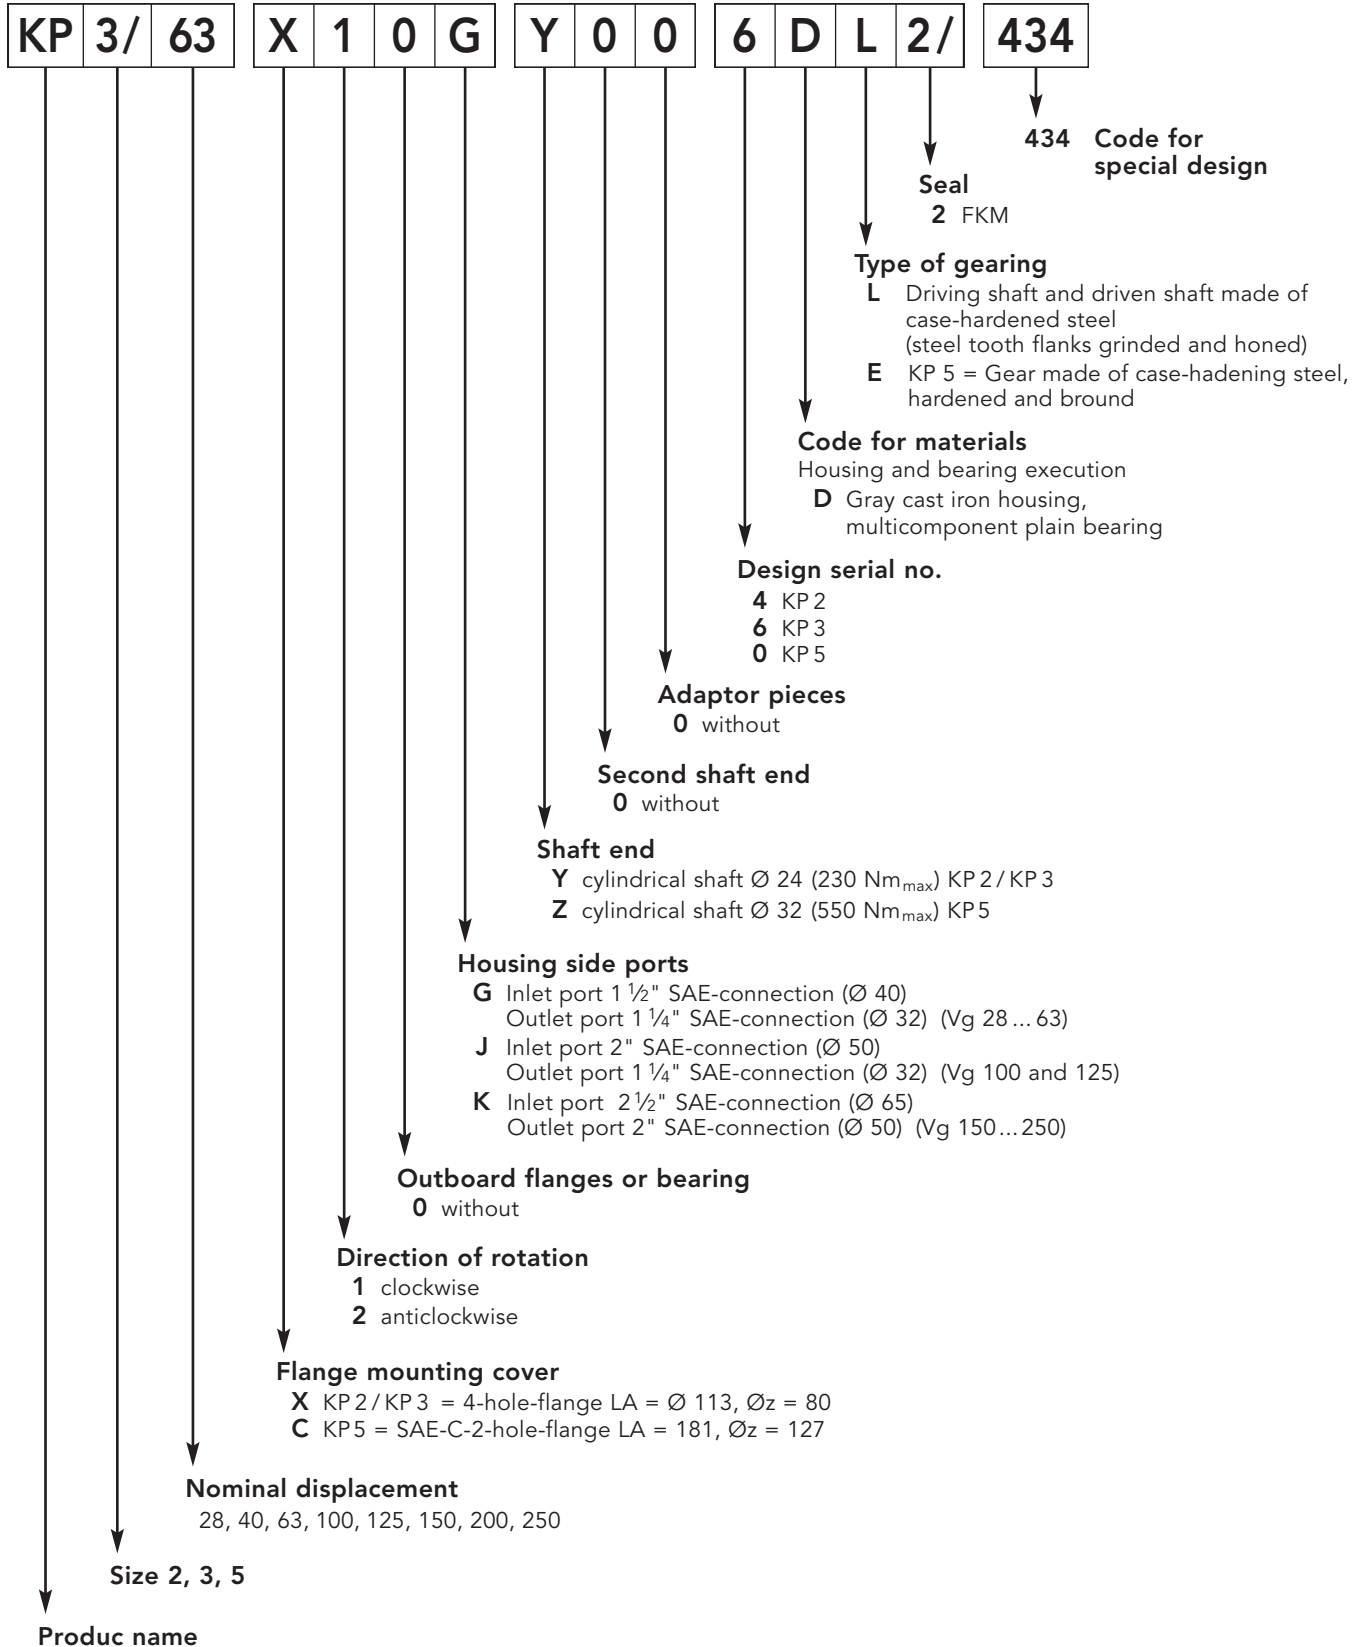 KP 3/ 63 X 1 0 G Y 0 0 6 D L 2/ 434
434 Code for
special design
Seal
2 FKM
Type of gearing
L Driving shaft and driven shaft made of
case-hardened steel
(steel tooth flanks grinded and honed)
E KP 5 = Gear made of case-hadening steel,
hardened and bround
Code for materials
Housing and bearing execution
D Gray cast iron housing,
multicomponent plain bearing
Design serial no.
4 KP 2
6 KP 3
0 KP 5
Adaptor pieces
0 without
Second shaft end
0 without
Shaft end
Y cylindrical shaft Ø 24 (230 Nmmax) KP 2 / KP 3
Z cylindrical shaft Ø 32 (550 Nmmax) KP 5
Housing side ports
G Inlet port 1 ½" SAE-connection (Ø 40)
Outlet port 1 ¼" SAE-connection (Ø 32) (Vg 28 ... 63)
J Inlet port 2" SAE-connection (Ø 50)
Outlet port 1 ¼" SAE-connection (Ø 32) (Vg 100 and 125)
K Inlet port 2 ½" SAE-connection (Ø 65)
Outlet port 2" SAE-connection (Ø 50) (Vg 150 ... 250)
Outboard flanges or bearing
0 without
Direction of rotation
1 clockwise
2 anticlockwise
Flange mounting cover
X KP 2 / KP 3 = 4-hole-flange LA = Ø 113, Øz = 80
C KP 5 = SAE-C-2-hole-flange LA = 181, Øz = 127
Nominal displacement
28, 40, 63, 100, 125, 150, 200, 250
Size 2, 3, 5
Produc name